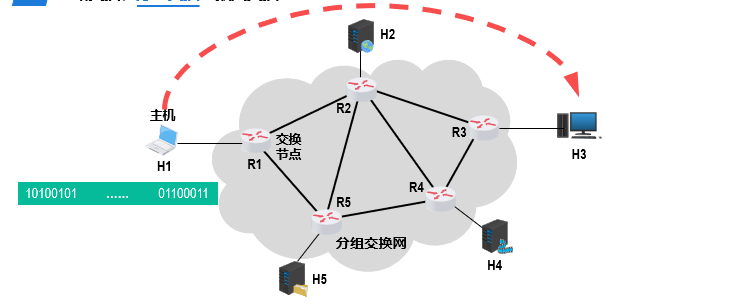 H2
主机
R2
交换
节点
R3
H1
R1
H3
R4
10100101 ...... 01100011
R5
分组交换网
H4
H5